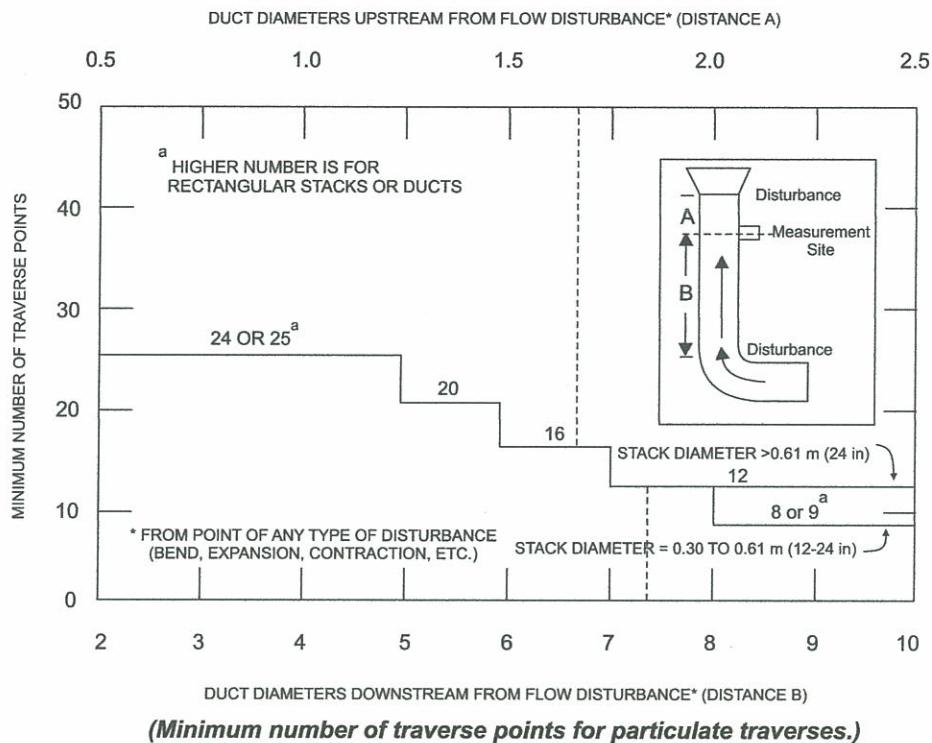 DUCT DIAMETERS UPSTREAM FROM FLOW DISTURBANCE* (DISTANCE A)
0.5 1.0 1.5 2.0 2.5
50
a HIGHER NUMBER IS FOR
RECTANGULAR STACKS OR DUCTS
40
30
20
10
0
MINIMUM NUMBER OF TRAVERSE POINTS
Disturbance
A
Measurement
Site
B
Disturbance
24 OR 25a
20
16
STACK DIAMETER >0.61 m (24 in)
12
8 or 9a
* FROM POINT OF ANY TYPE OF DISTURBANCE
(BEND, EXPANSION, CONTRACTION, ETC.)
STACK DIAMETER = 0.30 TO 0.61 m (12-24 in)
2 3 4 5 6 7 8 9 10
DUCT DIAMETERS DOWNSTREAM FROM FLOW DISTURBANCE* (DISTANCE B)
(Minimum number of traverse points for particulate traverses.)